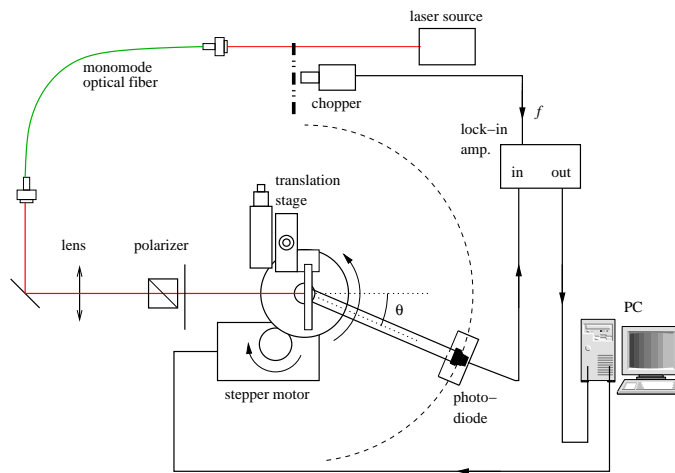 laser source
monomode
optical fiber
chopper
f
lock−in
amp.
in out
translation
stage
lens
polarizer
θ
PC
stepper motor
photo−
diode